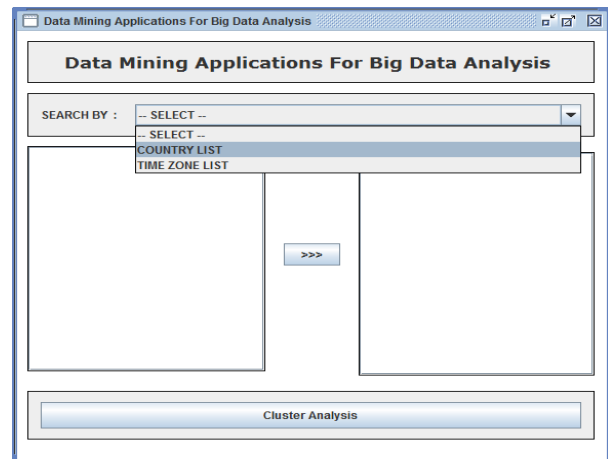 Data Mining Applications For Big Data Analysis
Data Mining Applications For Big Data Analysis
SEARCH BY :
-- SELECT --
-- SELECT --
COUNTRY LIST
TIME ZONE LIST
>>>
Cluster Analysis